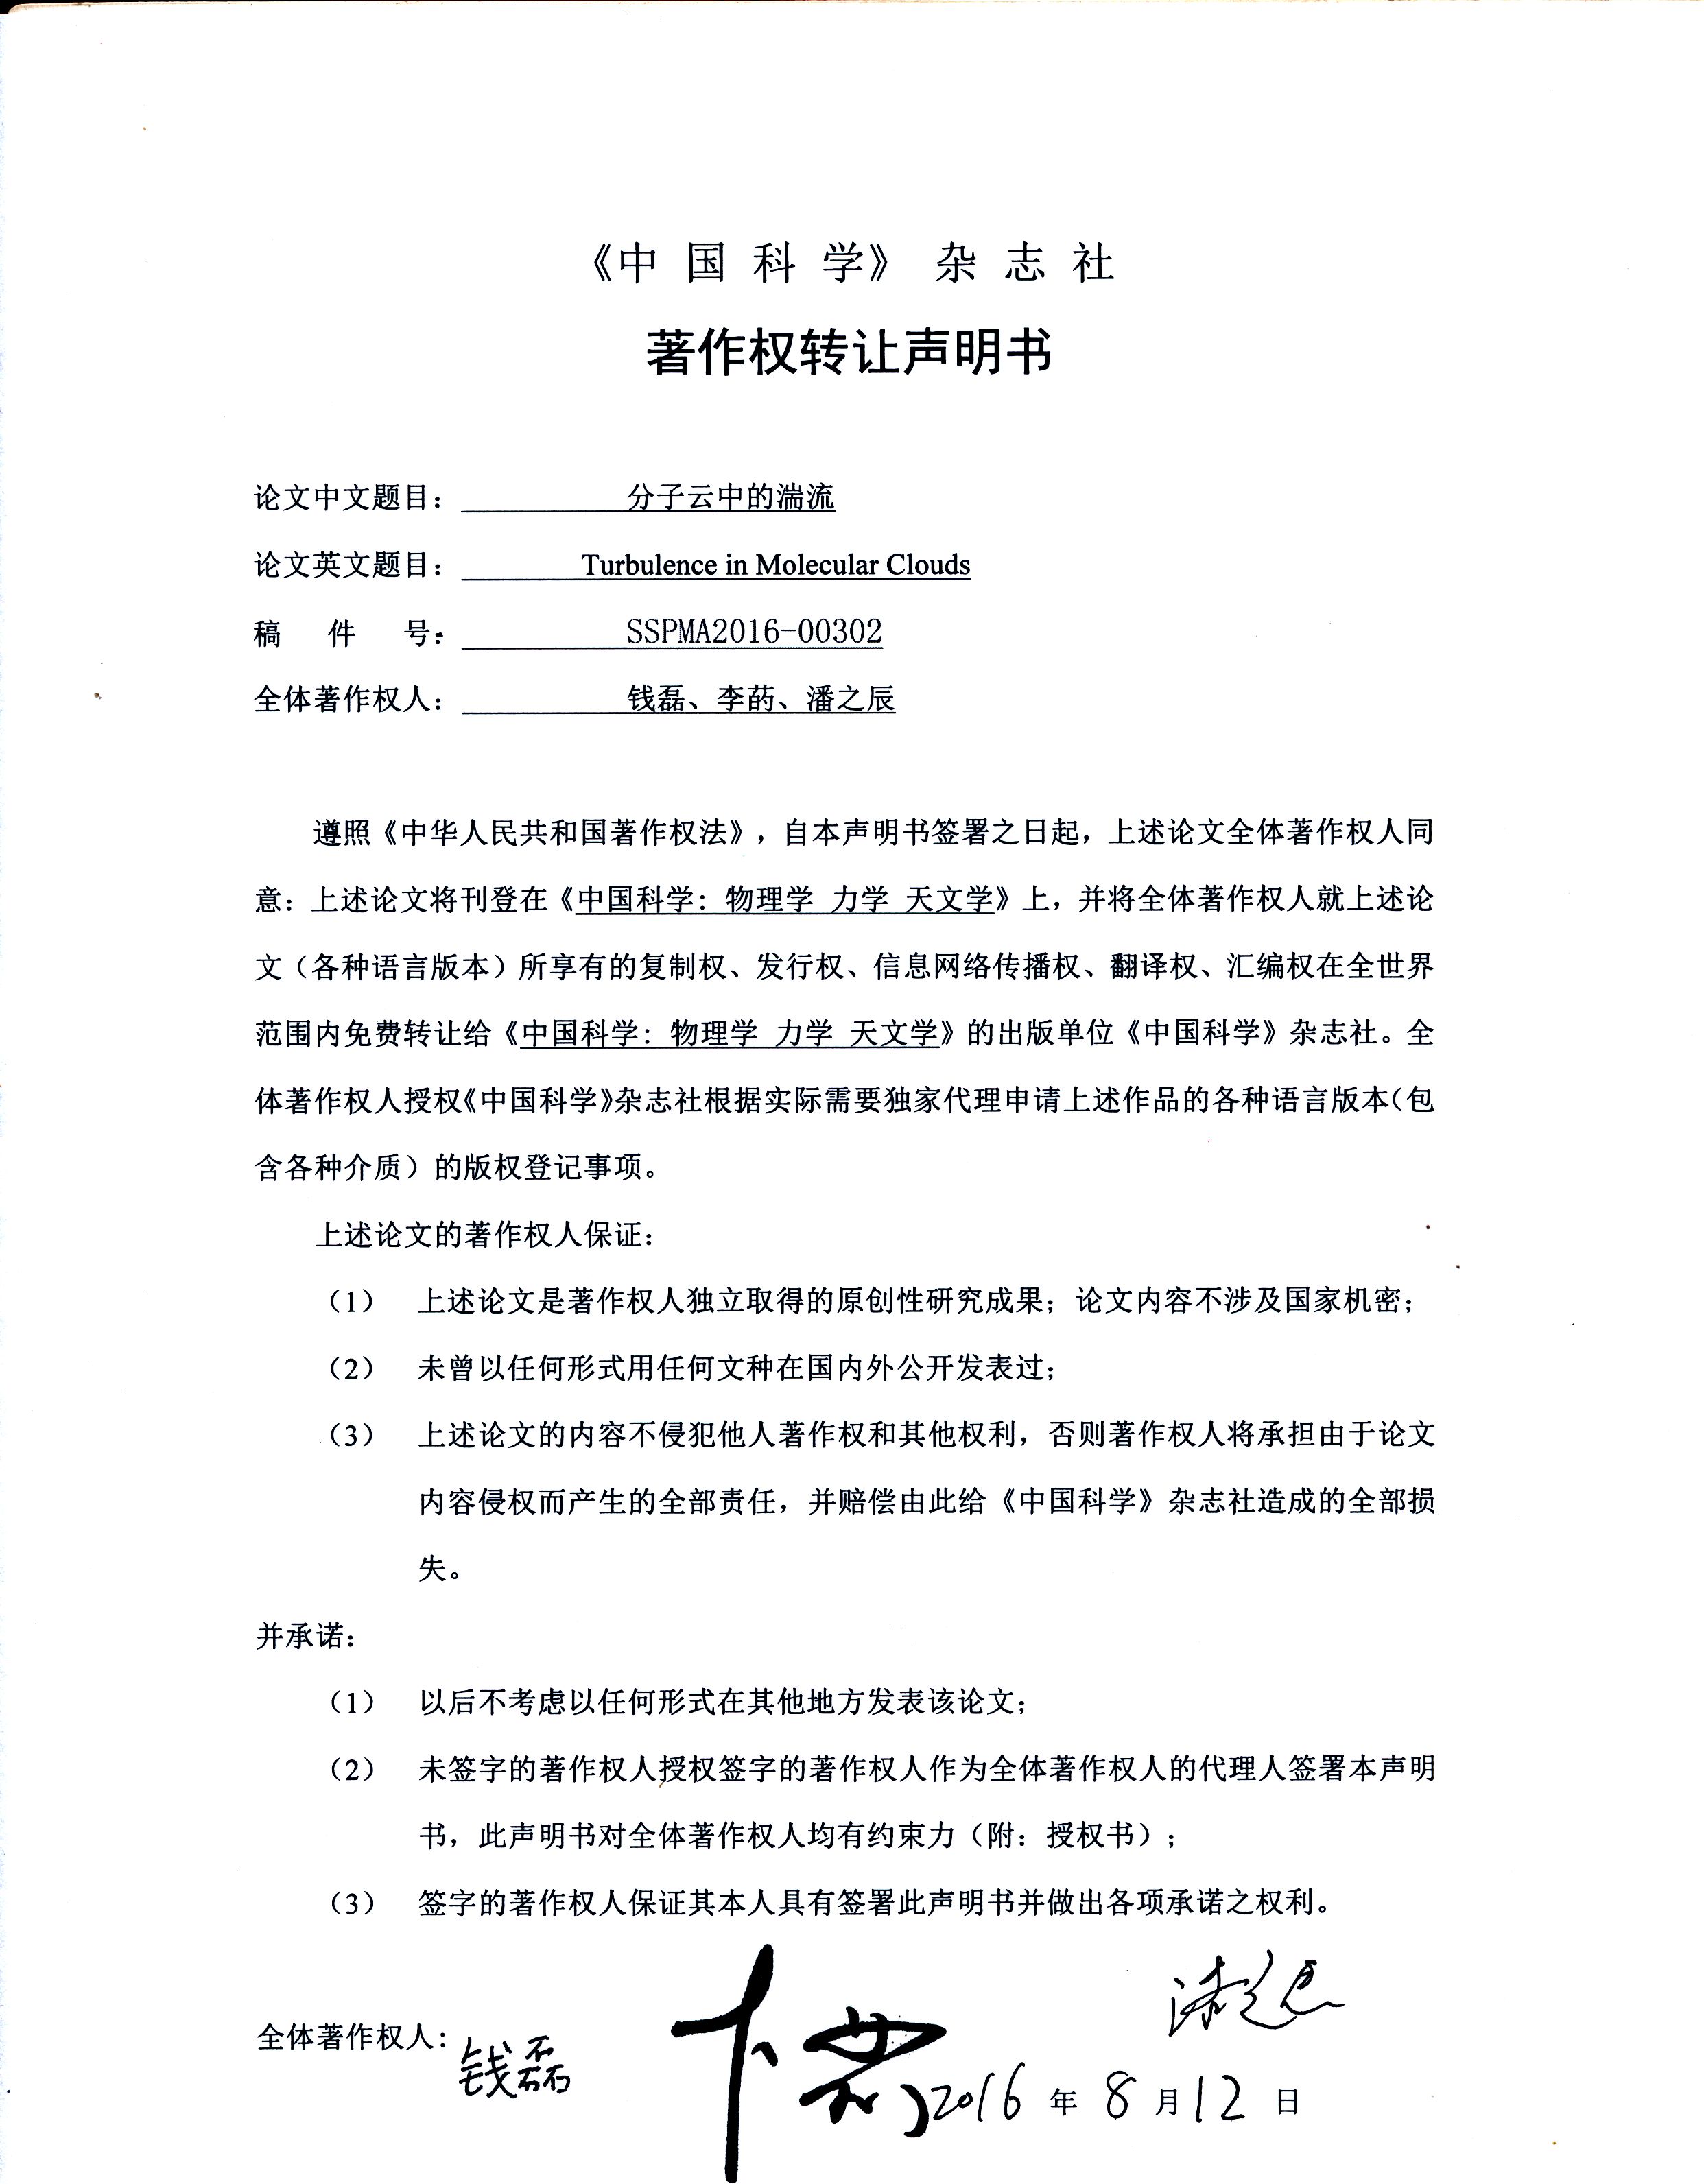 《中国科学》杂志社
著作权转让声明书
论文中文题目：分子云中的湍流
论文英文题目：Turbulence in Molecular Clouds
稿件号：SSPMA2016-00302
全体著作权人：钱磊、李菂、潘之辰
遵照《中华人民共和国著作权法》，自本声明书签署之日起，上述论文全体著作权人同
意：上述论文将刊登在《中国科学：物理学 力学 天文学》上，并将全体著作权人就上述论
文（各种语言版本）所享有的复制权、发行权、信息网络传播权、翻译权、汇编权在全世界
范围内免费转让给《中国科学：物理学 力学 天文学》的出版单位《中国科学》杂志社。全
体著作权人授权《中国科学》杂志社根据实际需要独家代理申请上述作品的各种语言版本（包
含各种介质）的版权登记事项。
上述论文的著作权人保证：
（1） 上述论文是著作权人独立取得的原创性研究成果；论文内容不涉及国家机密；
（2） 未曾以任何形式用任何文种在国内外公开发表过；
（3） 上述论文的内容不侵犯他人著作权和其他权利，否则著作权人将承担由于论文
内容侵权而产生的全部责任，并赔偿由此给《中国科学》杂志社造成的全部损
失。
并承诺：
（1） 以后不考虑以任何形式在其他地方发表该论文；
（2） 未签字的著作权人授权签字的著作权人作为全体著作权人的代理人签署本声明
书，此声明书对全体著作权人均有约束力（附：授权书）；
（3） 签字的著作权人保证其本人具有签署此声明书并做出各项承诺之权利。
全体著作权人：钱磊
2016 年 8 月 12 日